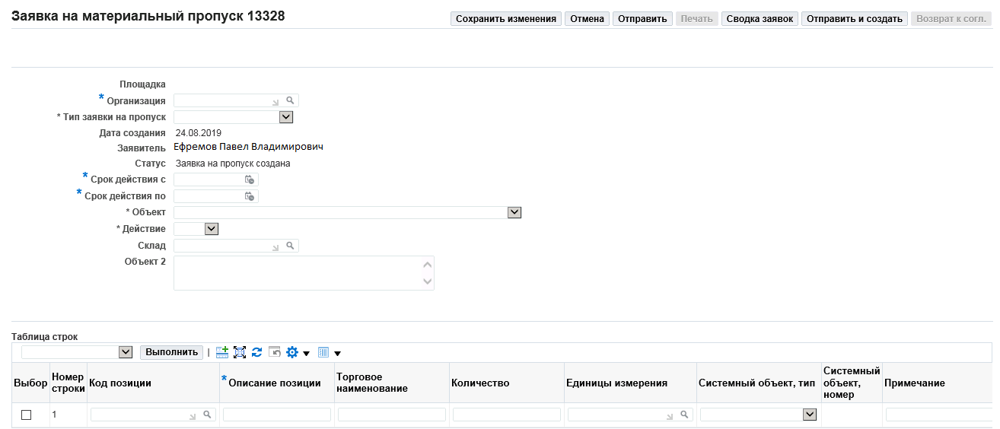 Заявка на материальный пропуск 13328
Сохранить изменения Отмена Отправить Печать Сводка заявок Отправить и создать Возврат к согл.
Площадка
* Организация
* Тип заявки на пропуск
Дата создания 24.08.2019
Заявитель Ефремов Павел Владимирович
Статус Заявка на пропуск создана
* Срок действия с
* Срок действия по
* Объект
* Действие
Склад
Объект 2
Таблица строк
Выполнить |
Выбор Номер строки Код позиции * Описание позиции Торговое наименование Количество Единицы измерения Системный объект, тип Системный объект, номер Примечание
1